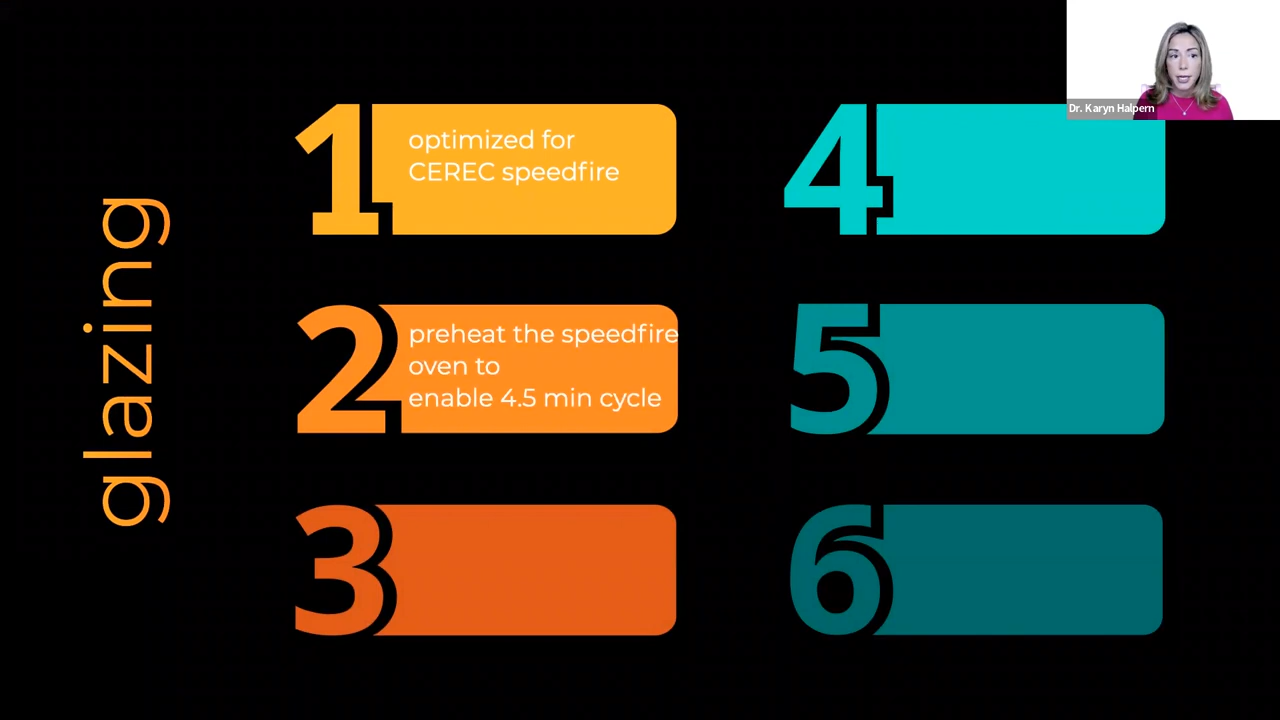 Dr. Karyn Halpern
glazing
1
optimized for
CEREC speedfire
2
preheat the speedfire
oven to
enable 4.5 min cycle
3
4
5
6